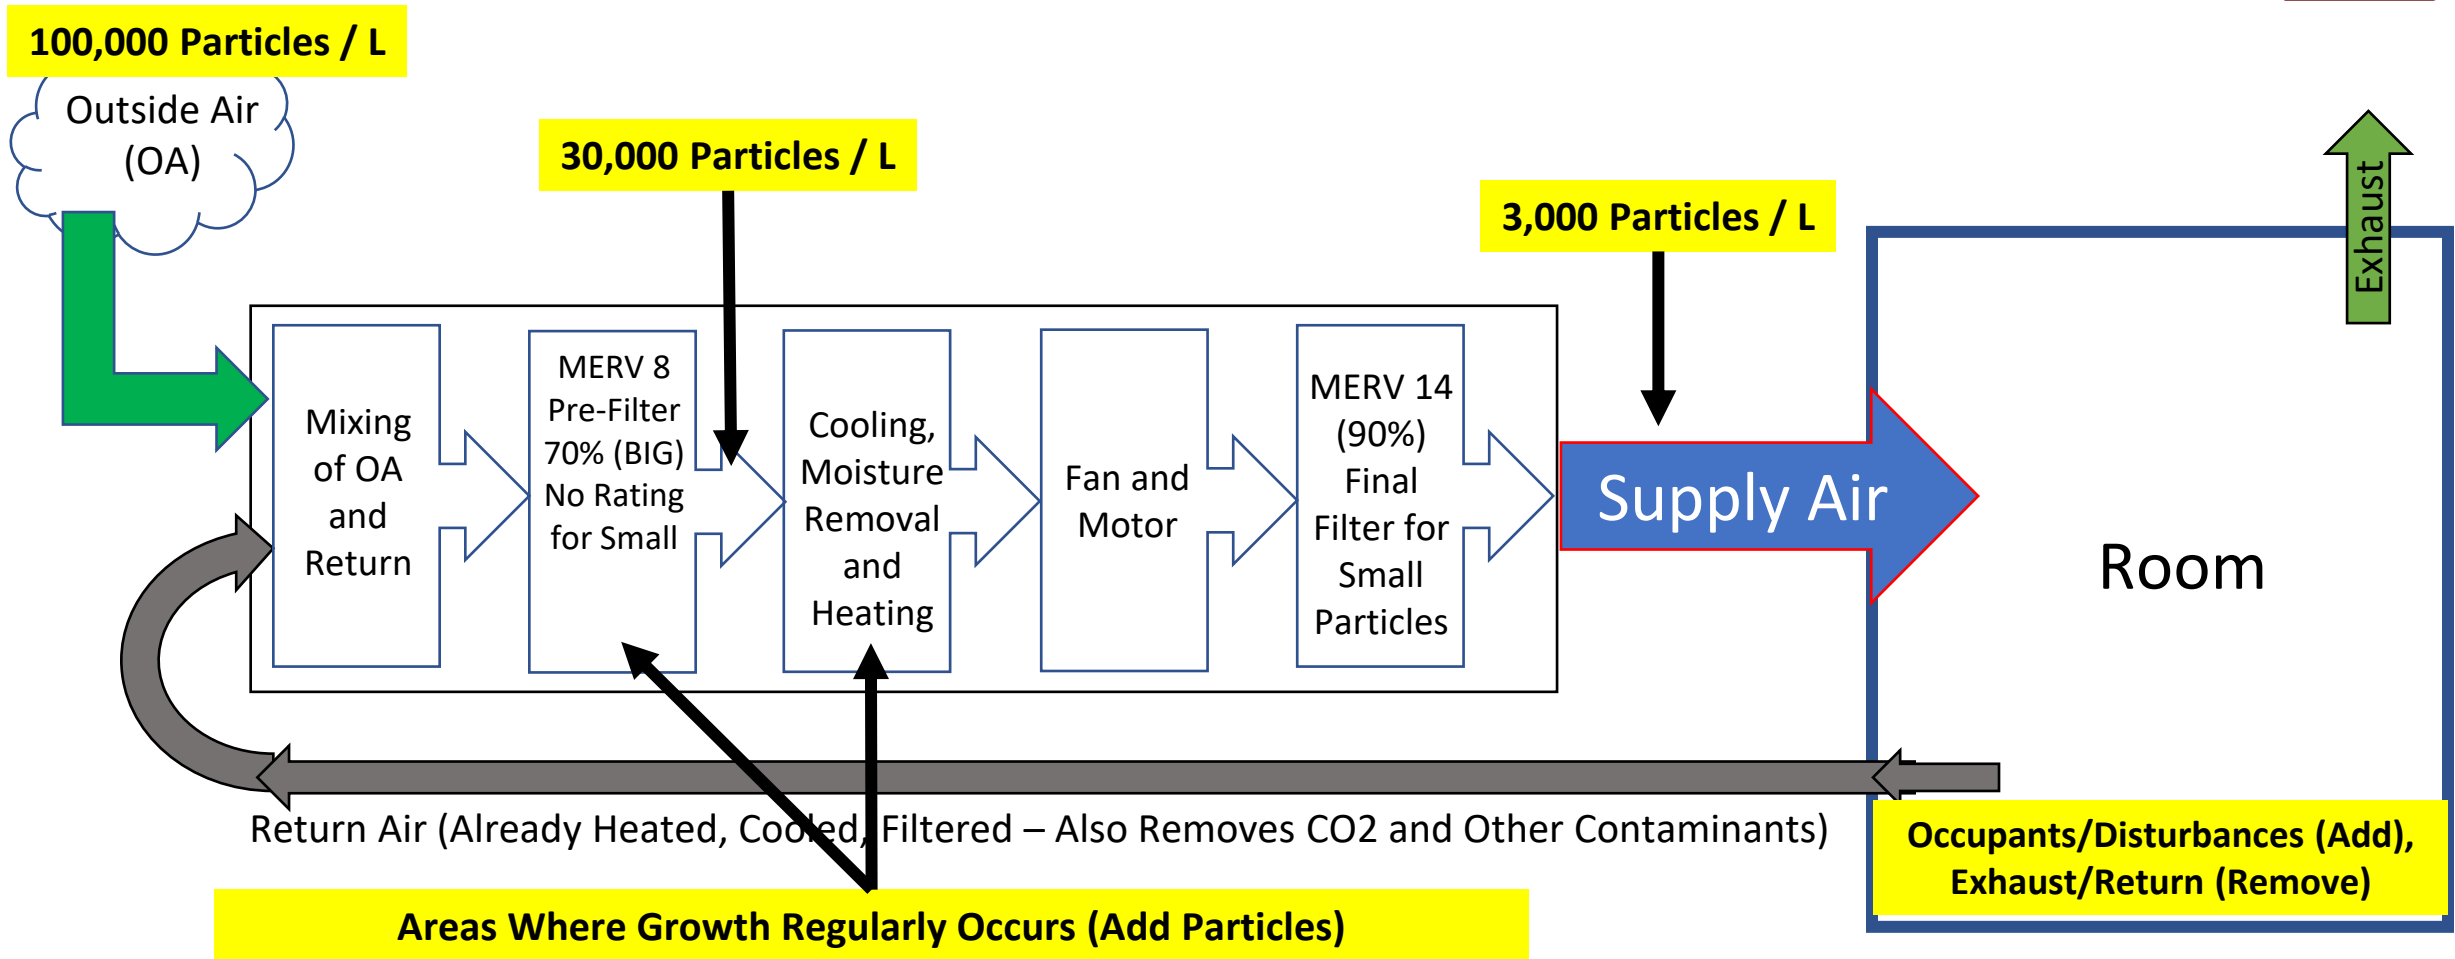 100,000 Particles / L
Outside Air
(OA)
30,000 Particles / L
3,000 Particles / L
Exhaust
Mixing
of OA
and
Return
MERV 8
Pre-Filter
70% (BIG)
No Rating
for Small
Cooling,
Moisture
Removal
and
Heating
Fan and
Motor
MERV 14
(90%)
Final
Filter for
Small
Particles
Supply Air
Room
Return Air (Already Heated, Cooled, Filtered – Also Removes CO2 and Other Contaminants)
Occupants/Disturbances (Add),
Exhaust/Return (Remove)
Areas Where Growth Regularly Occurs (Add Particles)